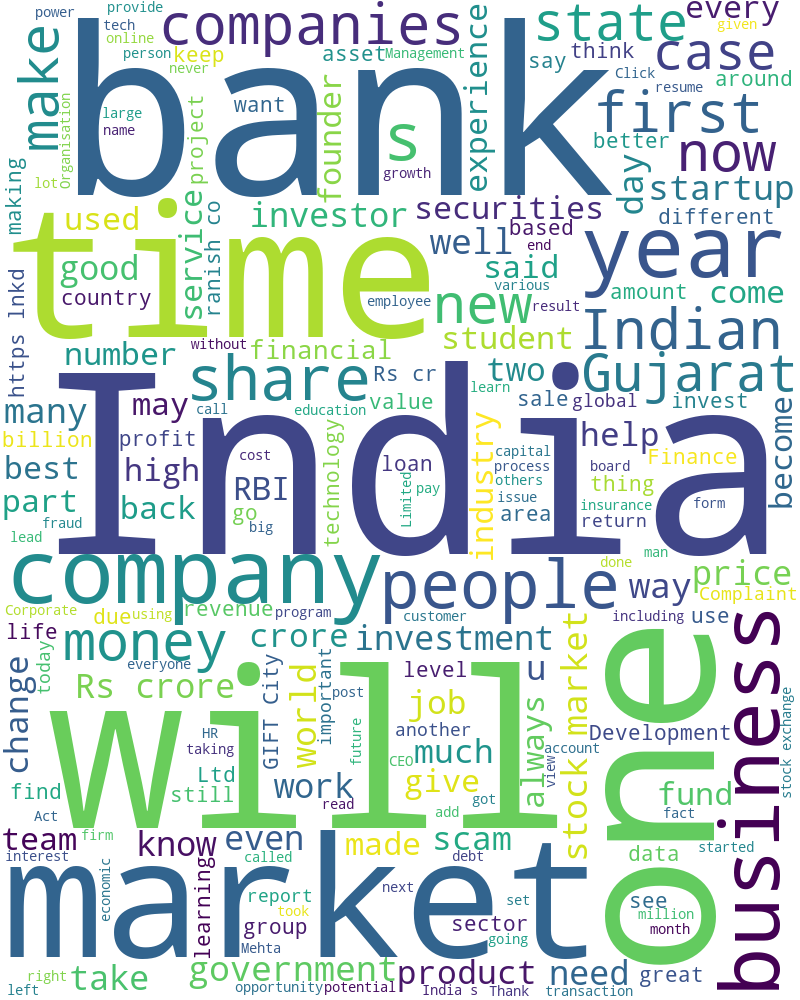 power
provide
tech
online
person
keep
never
companies
asset
Management
experience
state
say
think
every
given
case
Click
resume
around
make
bank
large
name
Organisation
lot
project
want
founder
s
growth
first
better
now
day
startup
making
time
used
service
ranish co
investor
securities
based
end
well
different
year
good
country
said
various
employee
new
result
amount
come
https lnkd
without
financial
student
Indian
number
share
Rs cr
two
learn
Gujarat
many
may
call
education
value
sale
global
invest
become
billion
profit
India
cost
technology
loan
industry
capital
process
others
help
board
Finance
best
high
RBI
Limited
pay
issue
thing
insurance
form
part
back
go
big
area
return
fraud
lead
company
people
done
man
way
price
Complaint
Corporate
due
using
revenue
program
customer
including
use
life
money
crore
investment
today
everyone
change
Rs crore
GIFT City
world
important
level
post
u
stock market
one
business
will
job
another
always
Development
stock exchange
HR
taking
future
CEO
much
view
account
find
Ltd
still
work
read
give
add
got
fund
fact
Act
team
firm
know
even
made
scam
started
interest
economic
called
debt
data
market
learning
report
took
next
set
see
million
month
group
Mehta
sector
going
right
left
take
government
opportunity
potential
product
India s
Thank
need
transaction
great